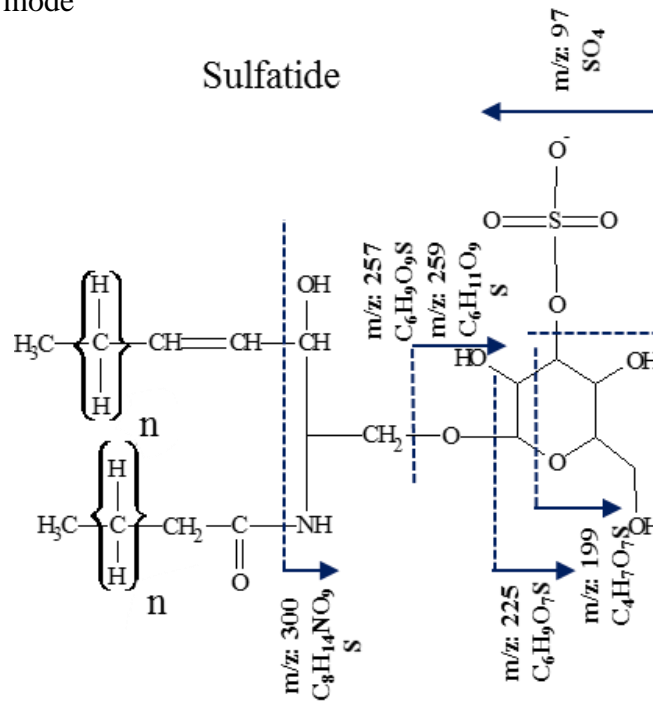 mode
Sulfatide
m/z: 97
SO4
O-
O S O
O
m/z: 257
C6H9O9S
m/z: 259
C6H11O9
S
H
H3C C CH CH CH
H
n
OH
HO
OH
CH2 O
O
OH
H
H3C C CH2 C NH
H
n
O
m/z: 300
C8H14NO9
S
m/z: 225
C6H9O7S
m/z: 199
C4H7O7S